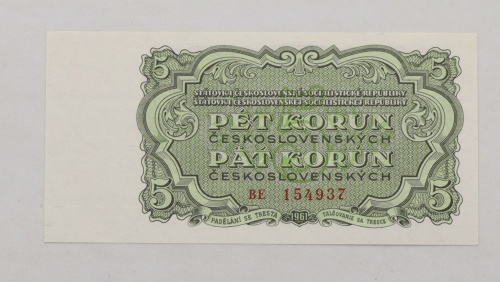 5 5
STÁTOVKA ČESKOSLOVENSKÉ SOCIALISTICKÉ REPUBLIKY
ŠTÁTOVKA ČESKOSLOVENSKEJ SOCIALISTICKEJ REPUBLIKY
PĚT KORUN
ČESKOSLOVENSKÝCH
PÄŤ KORÚN
ČESKOSLOVENSKÝCH
BE 154937
5 5
PADĚLÁNÍ SE TRESTÁ 1961 FALŠOVANIE SA TRESCE